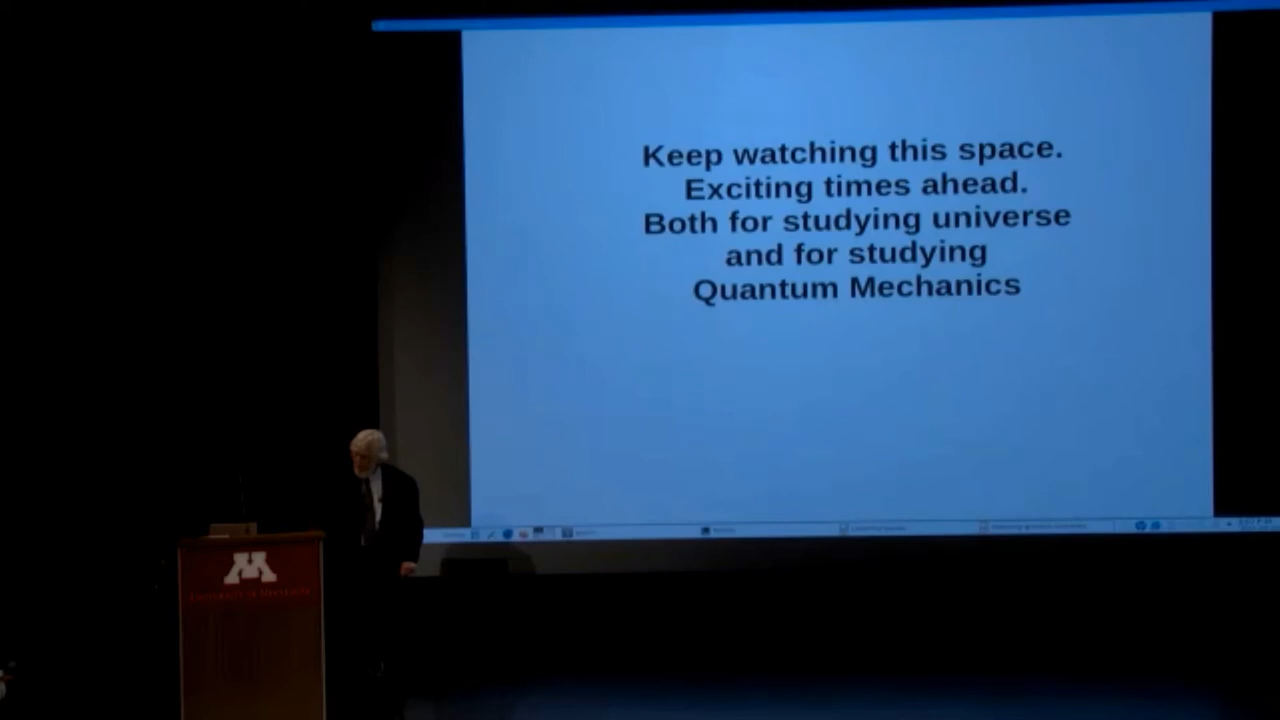 Keep watching this space.
Exciting times ahead.
Both for studying universe
and for studying
Quantum Mechanics
M